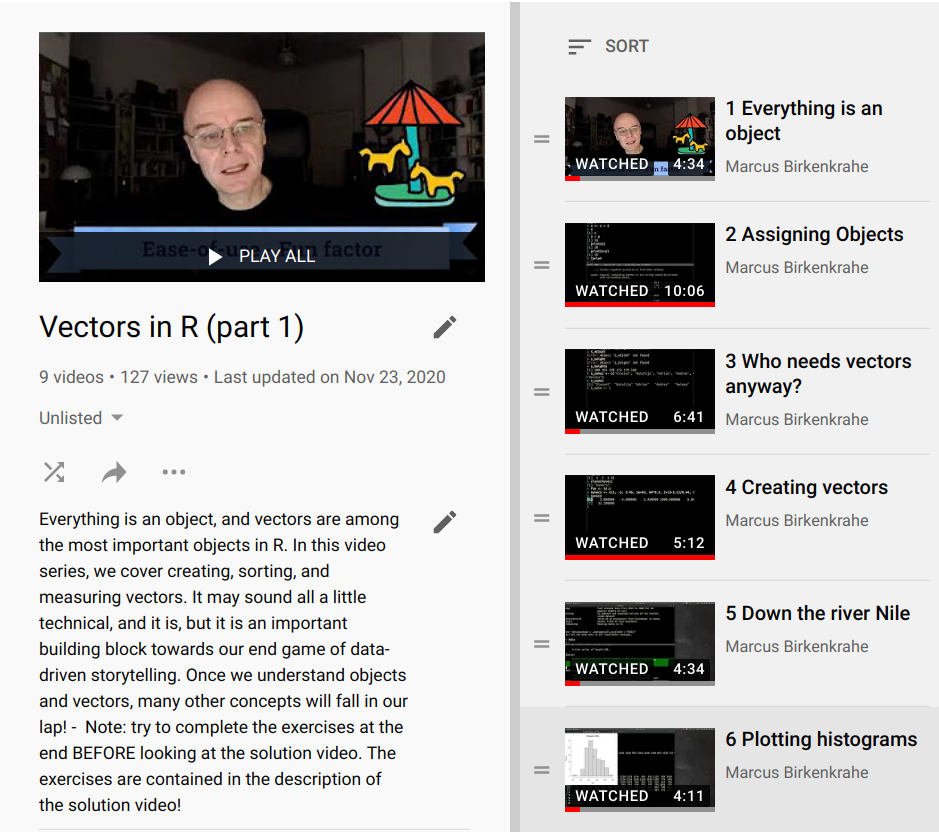 Ease-of-use, Fun factor
PLAY ALL
Vectors in R (part 1)
9 videos • 127 views • Last updated on Nov 23, 2020
Unlisted
Everything is an object, and vectors are among
the most important objects in R. In this video
series, we cover creating, sorting, and
measuring vectors. It may sound all a little
technical, and it is, but it is an important
building block towards our end game of data-
driven storytelling. Once we understand objects
and vectors, many other concepts will fall in our
lap! - Note: try to complete the exercises at the
end BEFORE looking at the solution video. The
exercises are contained in the description of
the solution video!
SORT
WATCHED 4:34
1 Everything is an
object
Marcus Birkenkrahe
WATCHED 10:06
2 Assigning Objects
Marcus Birkenkrahe
WATCHED 6:41
3 Who needs vectors
anyway?
Marcus Birkenkrahe
WATCHED 5:12
4 Creating vectors
Marcus Birkenkrahe
WATCHED 4:34
5 Down the river Nile
Marcus Birkenkrahe
WATCHED 4:11
6 Plotting histograms
Marcus Birkenkrahe